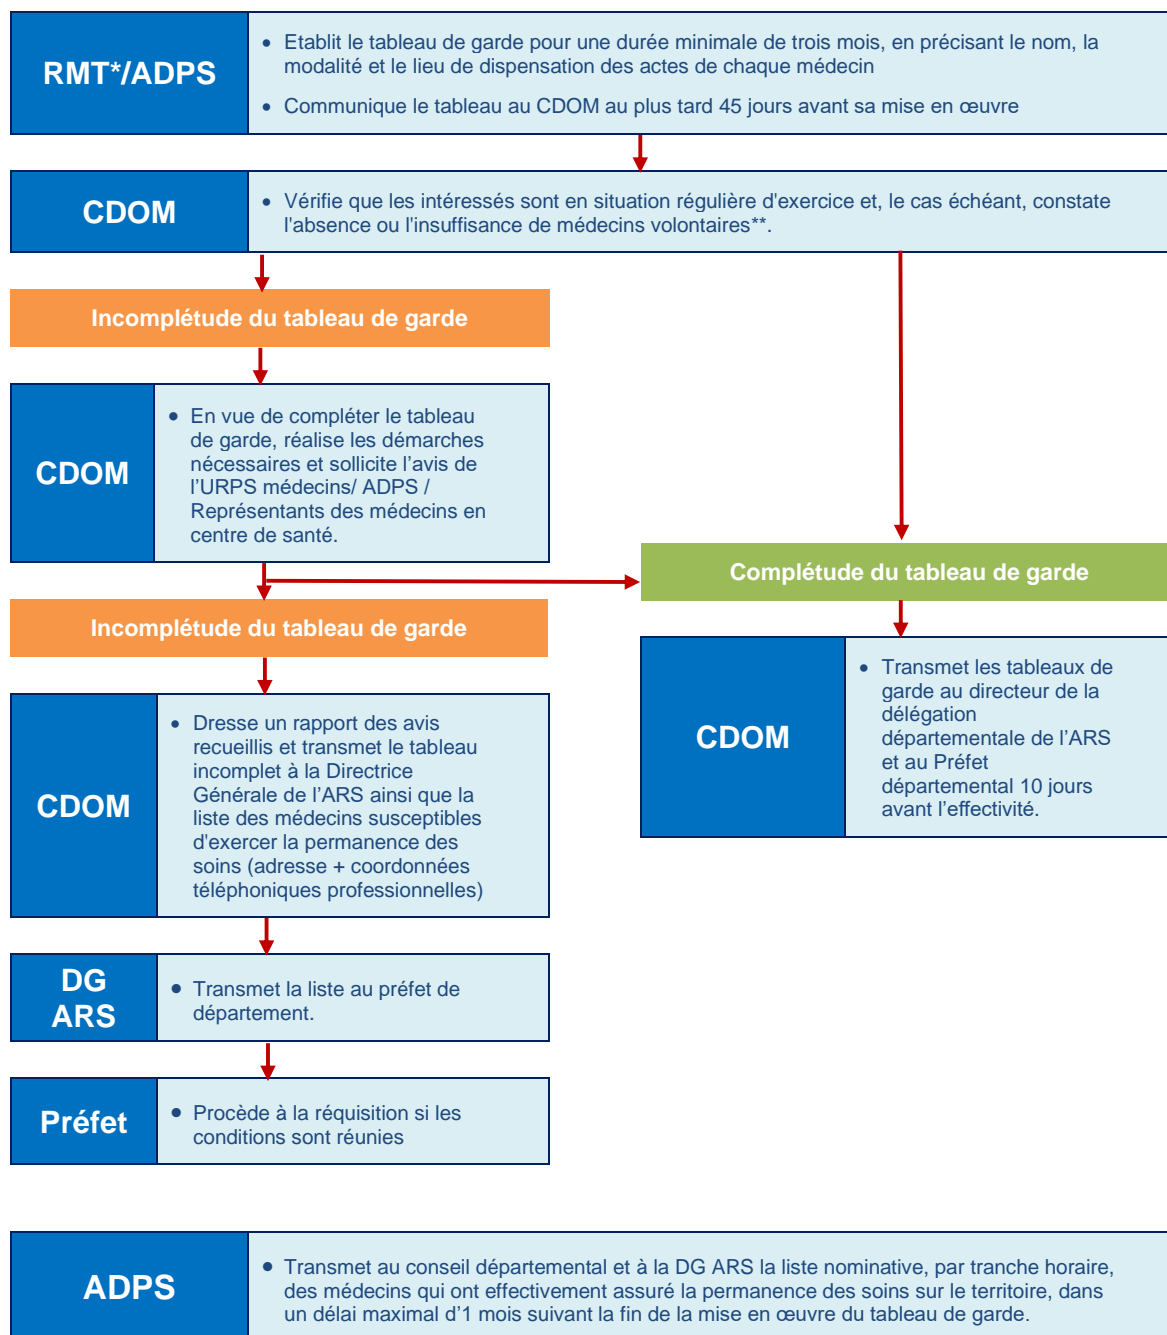 RMT*/ADPS
• Etablit le tableau de garde pour une durée minimale de trois mois, en précisant le nom, la
modalité et le lieu de dispensation des actes de chaque médecin
• Communique le tableau au CDOM au plus tard 45 jours avant sa mise en œuvre
CDOM
• Vérifie que les intéressés sont en situation régulière d'exercice et, le cas échéant, constate
l'absence ou l'insuffisance de médecins volontaires**.
Incomplétude du tableau de garde
CDOM
• En vue de compléter le tableau
de garde, réalise les démarches
nécessaires et sollicite l’avis de
l’URPS médecins/ ADPS /
Représentants des médecins en
centre de santé.
Complétude du tableau de garde
Incomplétude du tableau de garde
CDOM
• Transmet les tableaux de
garde au directeur de la
délégation
départementale de l’ARS
et au Préfet
départemental 10 jours
avant l’effectivité.
CDOM
• Dresse un rapport des avis
recueillis et transmet le tableau
incomplet à la Directrice
Générale de l’ARS ainsi que la
liste des médecins susceptibles
d'exercer la permanence des
soins (adresse + coordonnées
téléphoniques professionnelles)
DG
ARS
• Transmet la liste au préfet de
département.
Préfet
• Procède à la réquisition si les
conditions sont réunies
ADPS
• Transmet au conseil départemental et à la DG ARS la liste nominative, par tranche horaire,
des médecins qui ont effectivement assuré la permanence des soins sur le territoire, dans
un délai maximal d’1 mois suivant la fin de la mise en œuvre du tableau de garde.